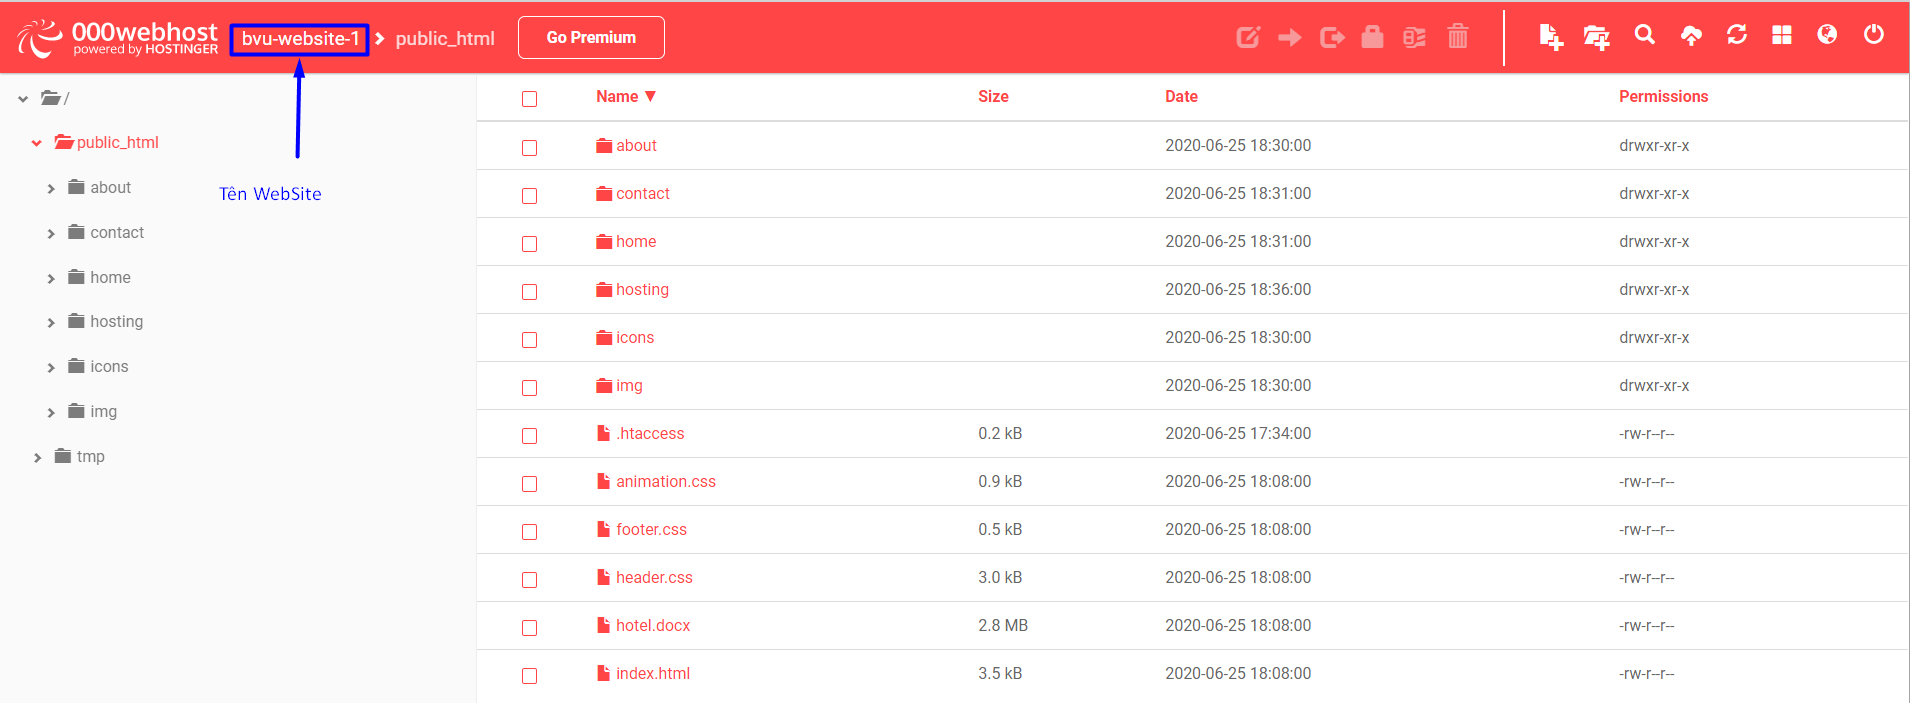 000webhost
powered by HOSTINGER
bvu-website-1 > public_html
Go Premium
/
public_html
about
contact
home
hosting
icons
img
tmp
Tên WebSite
Name ▼ Size Date Permissions
about 2020-06-25 18:30:00 drwxr-xr-x
contact 2020-06-25 18:31:00 drwxr-xr-x
home 2020-06-25 18:31:00 drwxr-xr-x
hosting 2020-06-25 18:36:00 drwxr-xr-x
icons 2020-06-25 18:30:00 drwxr-xr-x
img 2020-06-25 18:30:00 drwxr-xr-x
.htaccess 0.2 kB 2020-06-25 17:34:00 -rw-r--r--
animation.css 0.9 kB 2020-06-25 18:08:00 -rw-r--r--
footer.css 0.5 kB 2020-06-25 18:08:00 -rw-r--r--
header.css 3.0 kB 2020-06-25 18:08:00 -rw-r--r--
hotel.docx 2.8 MB 2020-06-25 18:08:00 -rw-r--r--
index.html 3.5 kB 2020-06-25 18:08:00 -rw-r--r--